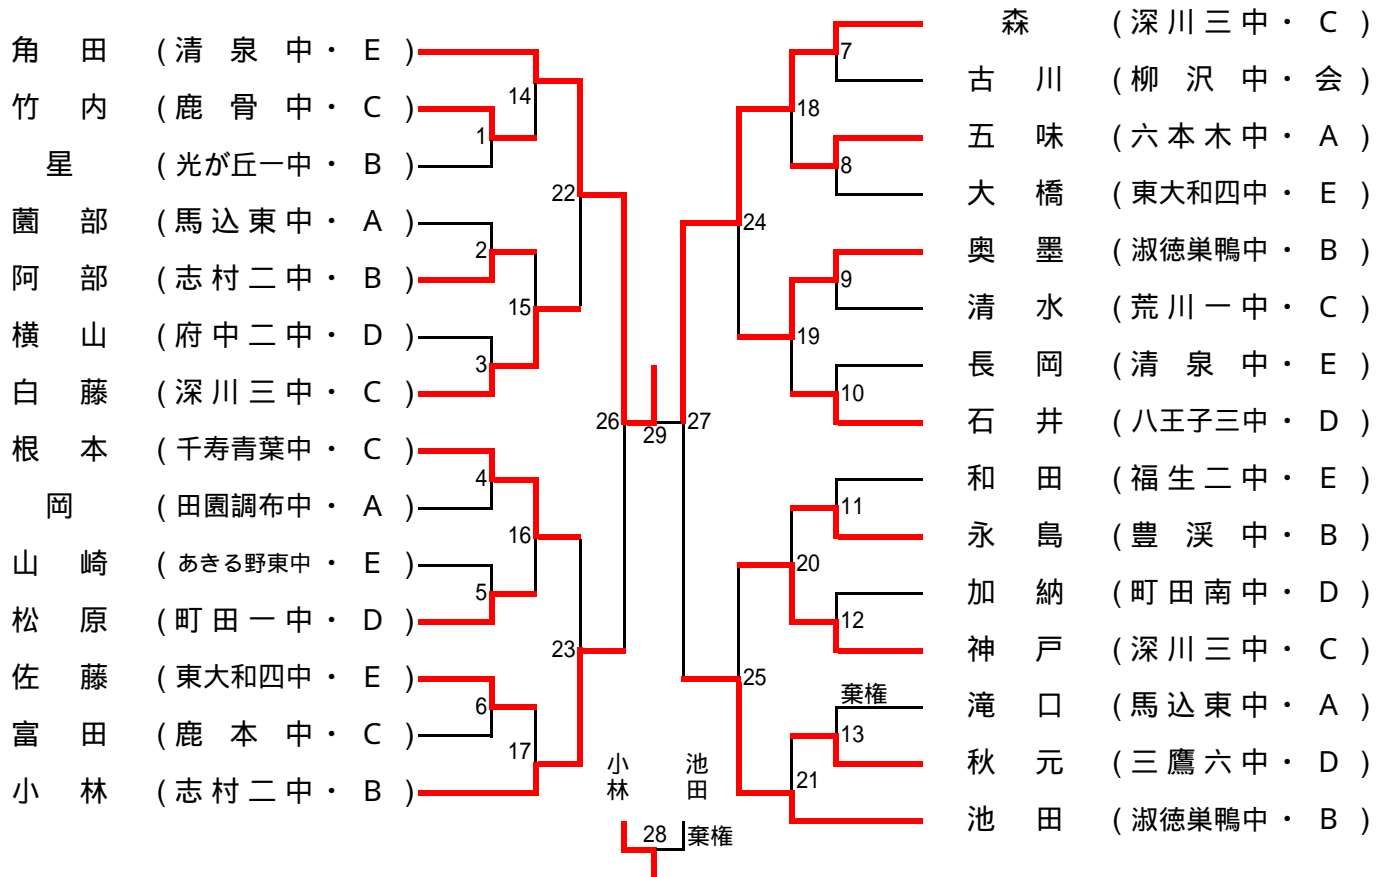 角田 (清泉中・E)
竹内 (鹿骨中・C)
星 (光が丘一中・B)
薗部 (馬込東中・A)
阿部 (志村二中・B)
横山 (府中二中・D)
白藤 (深川三中・C)
根本 (千寿青葉中・C)
岡 (田園調布中・A)
山崎 (あきる野東中・E)
松原 (町田一中・D)
佐藤 (東大和四中・E)
富田 (鹿本中・C)
小林 (志村二中・B)
1
2
3
4
5
6
14
15
16
17
22
23
26
29
27
24
25
18
19
20
21
7
8
9
10
11
12
棄権
13
森 (深川三中・C)
古川 (柳沢中・会)
五味 (六本木中・A)
大橋 (東大和四中・E)
奥墨 (淑徳巣鴨中・B)
清水 (荒川一中・C)
長岡 (清泉中・E)
石井 (八王子三中・D)
和田 (福生二中・E)
永島 (豊渓中・B)
加納 (町田南中・D)
神戸 (深川三中・C)
滝口 (馬込東中・A)
秋元 (三鷹六中・D)
池田 (淑徳巣鴨中・B)
小林
池田
28
棄権